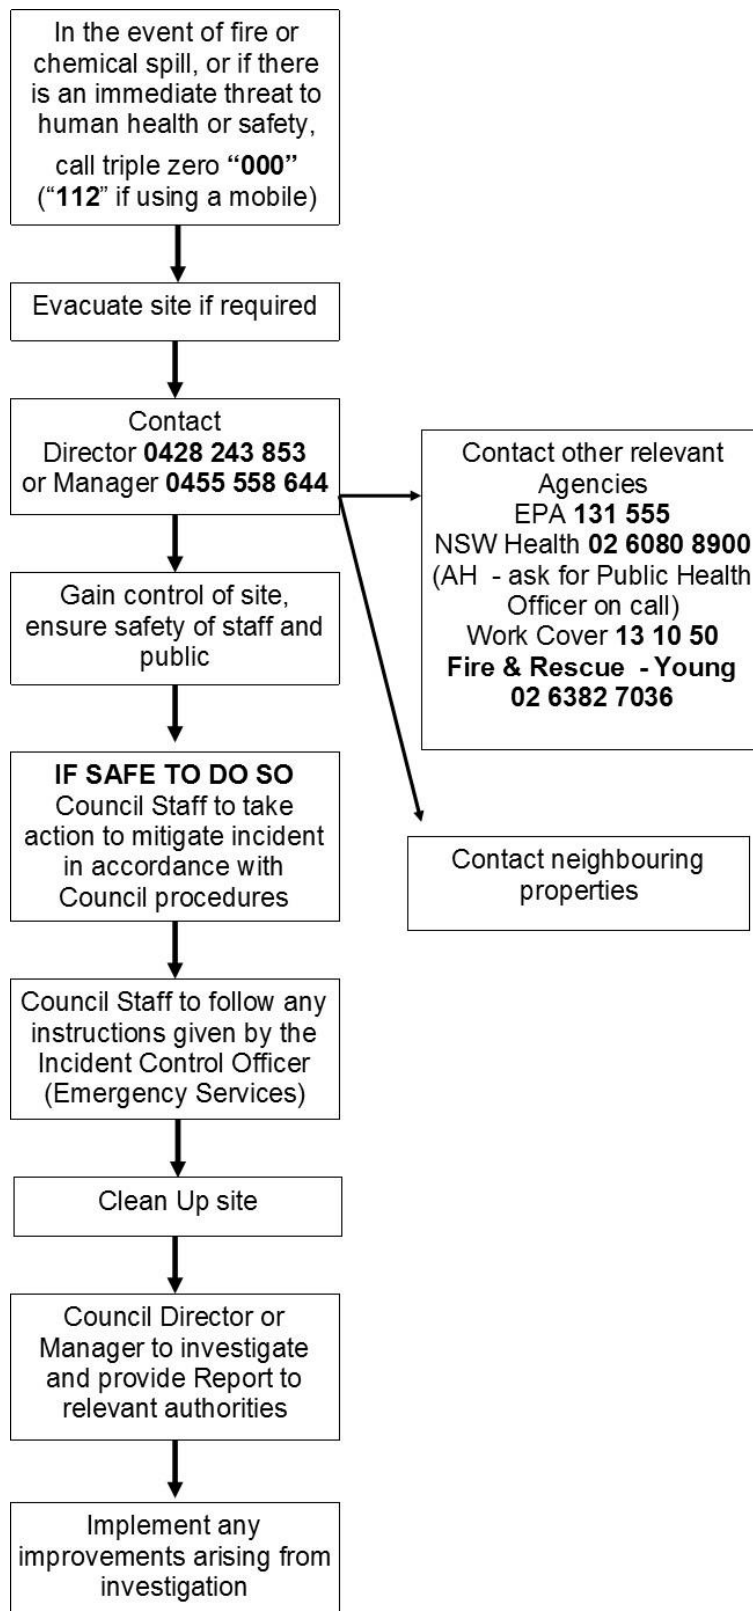 In the event of fire or
chemical spill, or if there
is an immediate threat to
human health or safety,
call triple zero “000”
(“112” if using a mobile)
Evacuate site if required
Contact
Director 0428 243 853
or Manager 0455 558 644
Contact other relevant
Agencies
EPA 131 555
NSW Health 02 6080 8900
(AH - ask for Public Health
Officer on call)
Work Cover 13 10 50
Fire & Rescue - Young
02 6382 7036
Gain control of site,
ensure safety of staff and
public
IF SAFE TO DO SO
Council Staff to take
action to mitigate incident
in accordance with
Council procedures
Contact neighbouring
properties
Council Staff to follow any
instructions given by the
Incident Control Officer
(Emergency Services)
Clean Up site
Council Director or
Manager to investigate
and provide Report to
relevant authorities
Implement any
improvements arising from
investigation